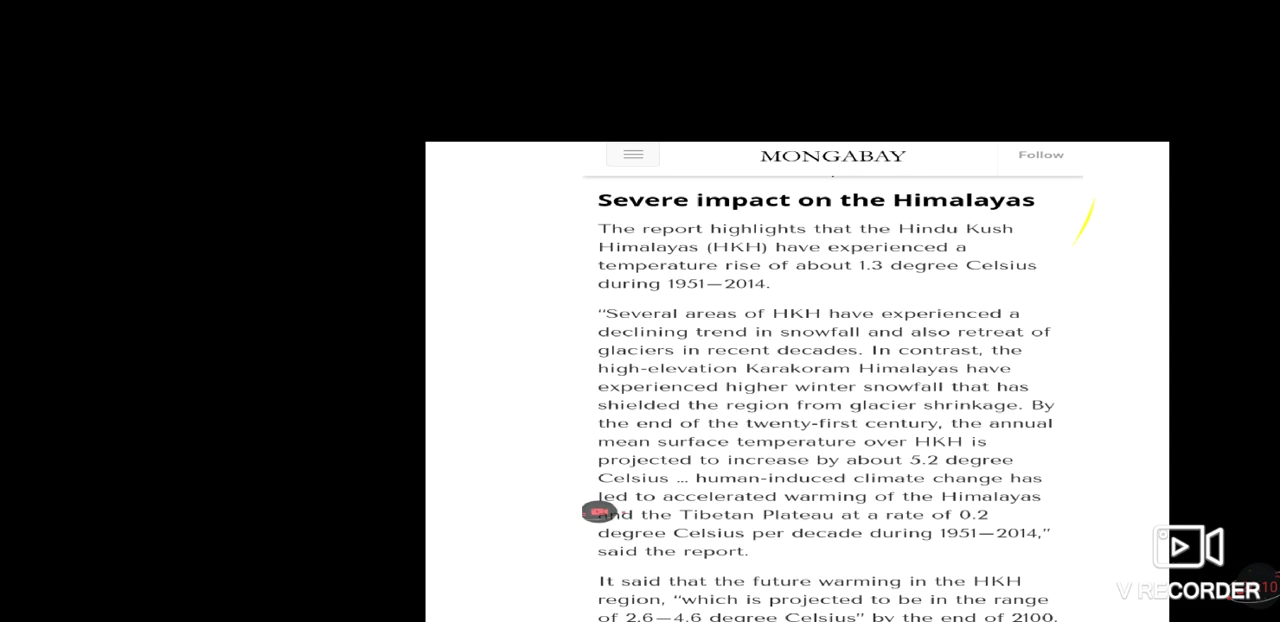 MONGABAY
Follow
Severe impact on the Himalayas
The report highlights that the Hindu Kush
Himalayas (HKH) have experienced a
temperature rise of about 1.3 degree Celsius
during 1951—2014.
“Several areas of HKH have experienced a
declining trend in snowfall and also retreat of
glaciers in recent decades. In contrast, the
high-elevation Karakoram Himalayas have
experienced higher winter snowfall that has
shielded the region from glacier shrinkage. By
the end of the twenty-first century, the annual
mean surface temperature over HKH is
projected to increase by about 5.2 degree
Celsius … human-induced climate change has
led to accelerated warming of the Himalayas
and the Tibetan Plateau at a rate of 0.2
degree Celsius per decade during 1951—2014,”
said the report.
It said that the future warming in the HKH
region, “which is projected to be in the range
of 2.6—4.6 degree Celsius” by the end of 2100,
V RECORDER